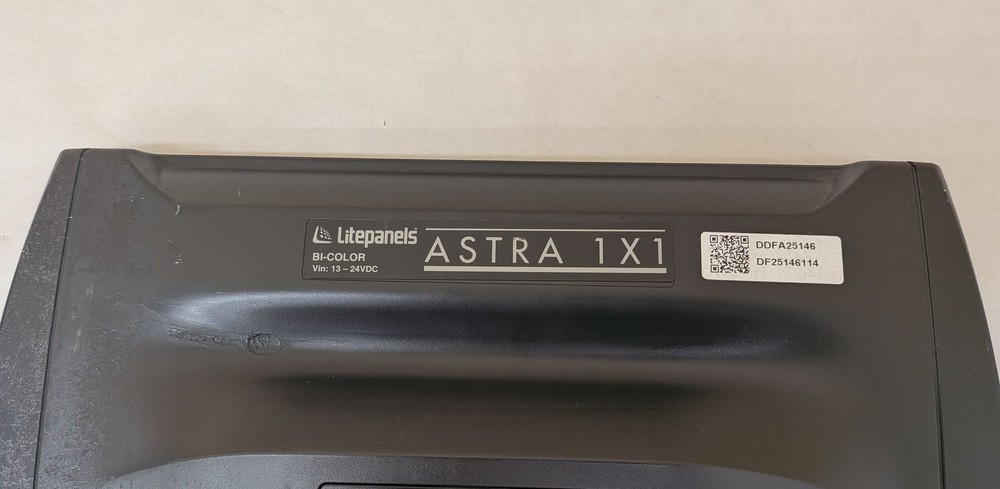 Litepanels
BI-COLOR
Vin: 13 – 24VDC
ASTRA 1X1
DDFA25146
DF25146114